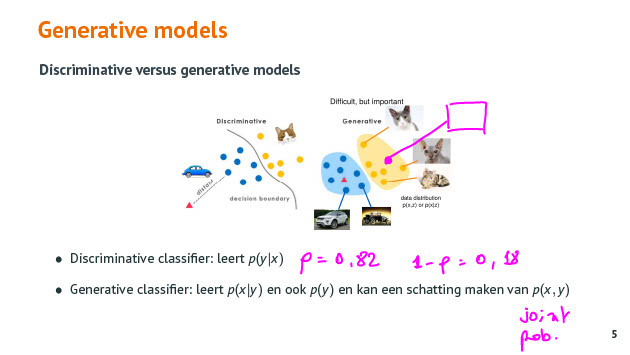 Generative models
Discriminative versus generative models
Difficult, but important
Discriminative
Generative
distant
decision boundary
data distribution
p(x,z) or p(x|z)
● Discriminative classifier: leert p(y|x) p = 0,82 1-p = 0,18
● Generative classifier: leert p(x|y) en ook p(y) en kan een schatting maken van p(x, y)
joint
prob.
5